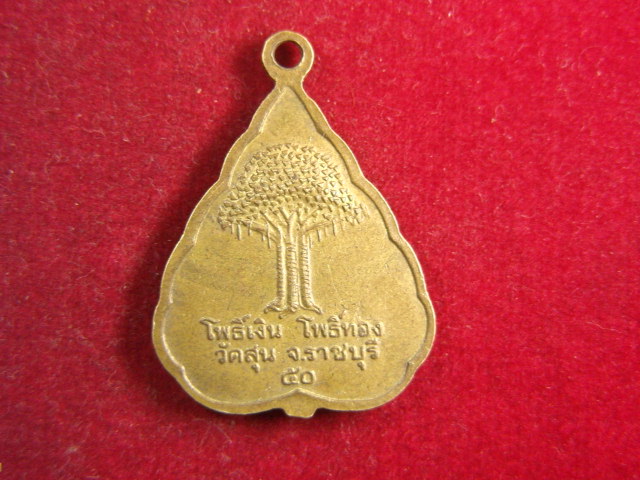 โพธิ์เงิน โพธิ์ทอง
วัดสุน จ.ราชบุรี
๕๐